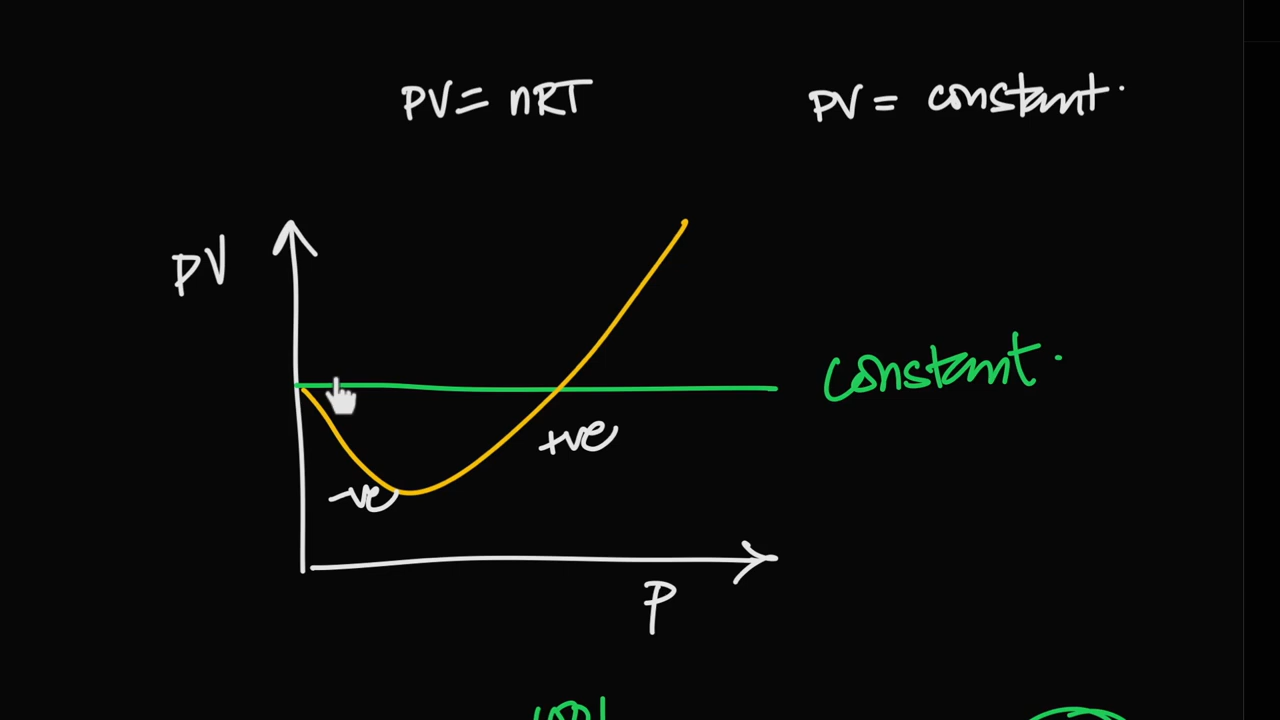 PV = nRT
PV = constant.
PV
constant.
+ve
-ve
P